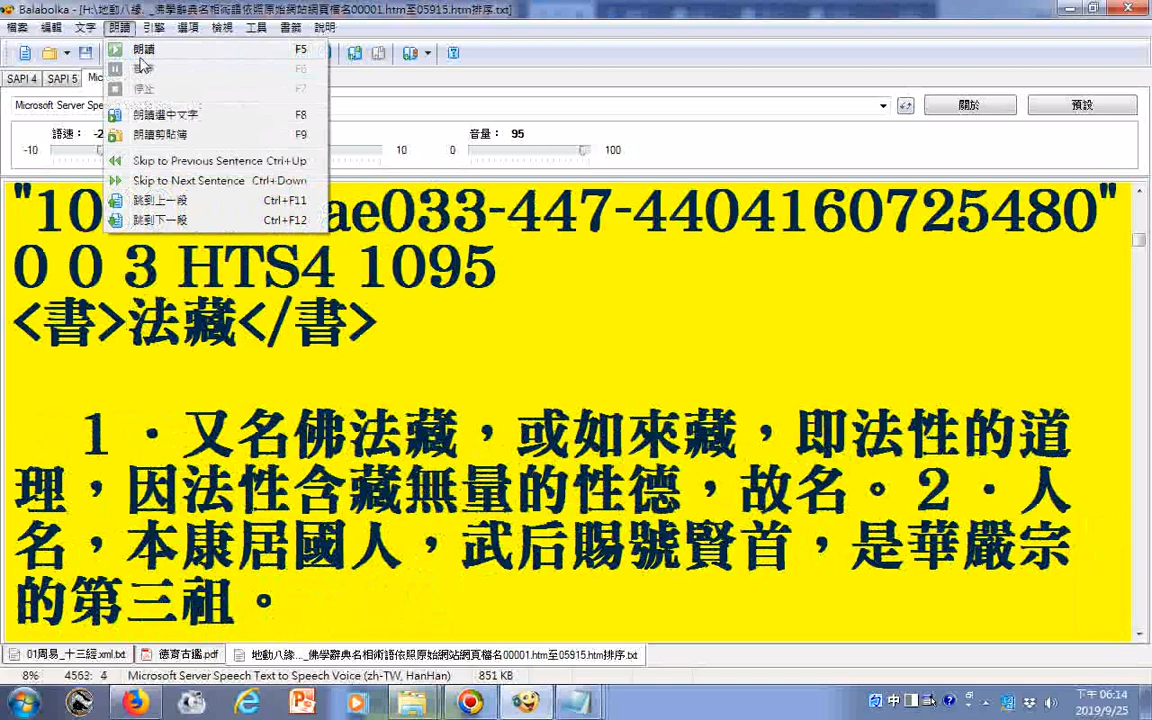 Balabolka - [H:\地動八緣..._佛學辭典名相術語依照原始網站網頁檔名00001.htm至05915.htm排序.txt]
檔案 編輯 文字 朗讀 引擎 選項 檢視 工具 書籤 說明
朗讀 F5
F6
停止 F7
朗讀選中文字 F8
朗讀剪貼簿 F9
Skip to Previous Sentence Ctrl+Up
Skip to Next Sentence Ctrl+Down
跳到上一段 Ctrl+F11
跳到下一段 Ctrl+F12
SAPI 4 SAPI 5 Mic
Microsoft Server Spee
關於 預設
語速： -2 音量： 95
-10 10 0 100
"10 ae033-447-4404160725480"
0 0 3 HTS4 1095
<書>法藏</書>
1．又名佛法藏，或如來藏，即法性的道
理，因法性含藏無量的性德，故名。2．人
名，本康居國人，武后賜號賢首，是華嚴宗
的第三祖。
01周易_十三經.xml.txt 德育古鑑.pdf 地動八緣..._佛學辭典名相術語依照原始網站網頁檔名00001.htm至05915.htm排序.txt
8% 4562: 4 Microsoft Server Speech Text to Speech Voice (zh-TW, HanHan) 851 KB
中
下午 06:14
2019/9/25